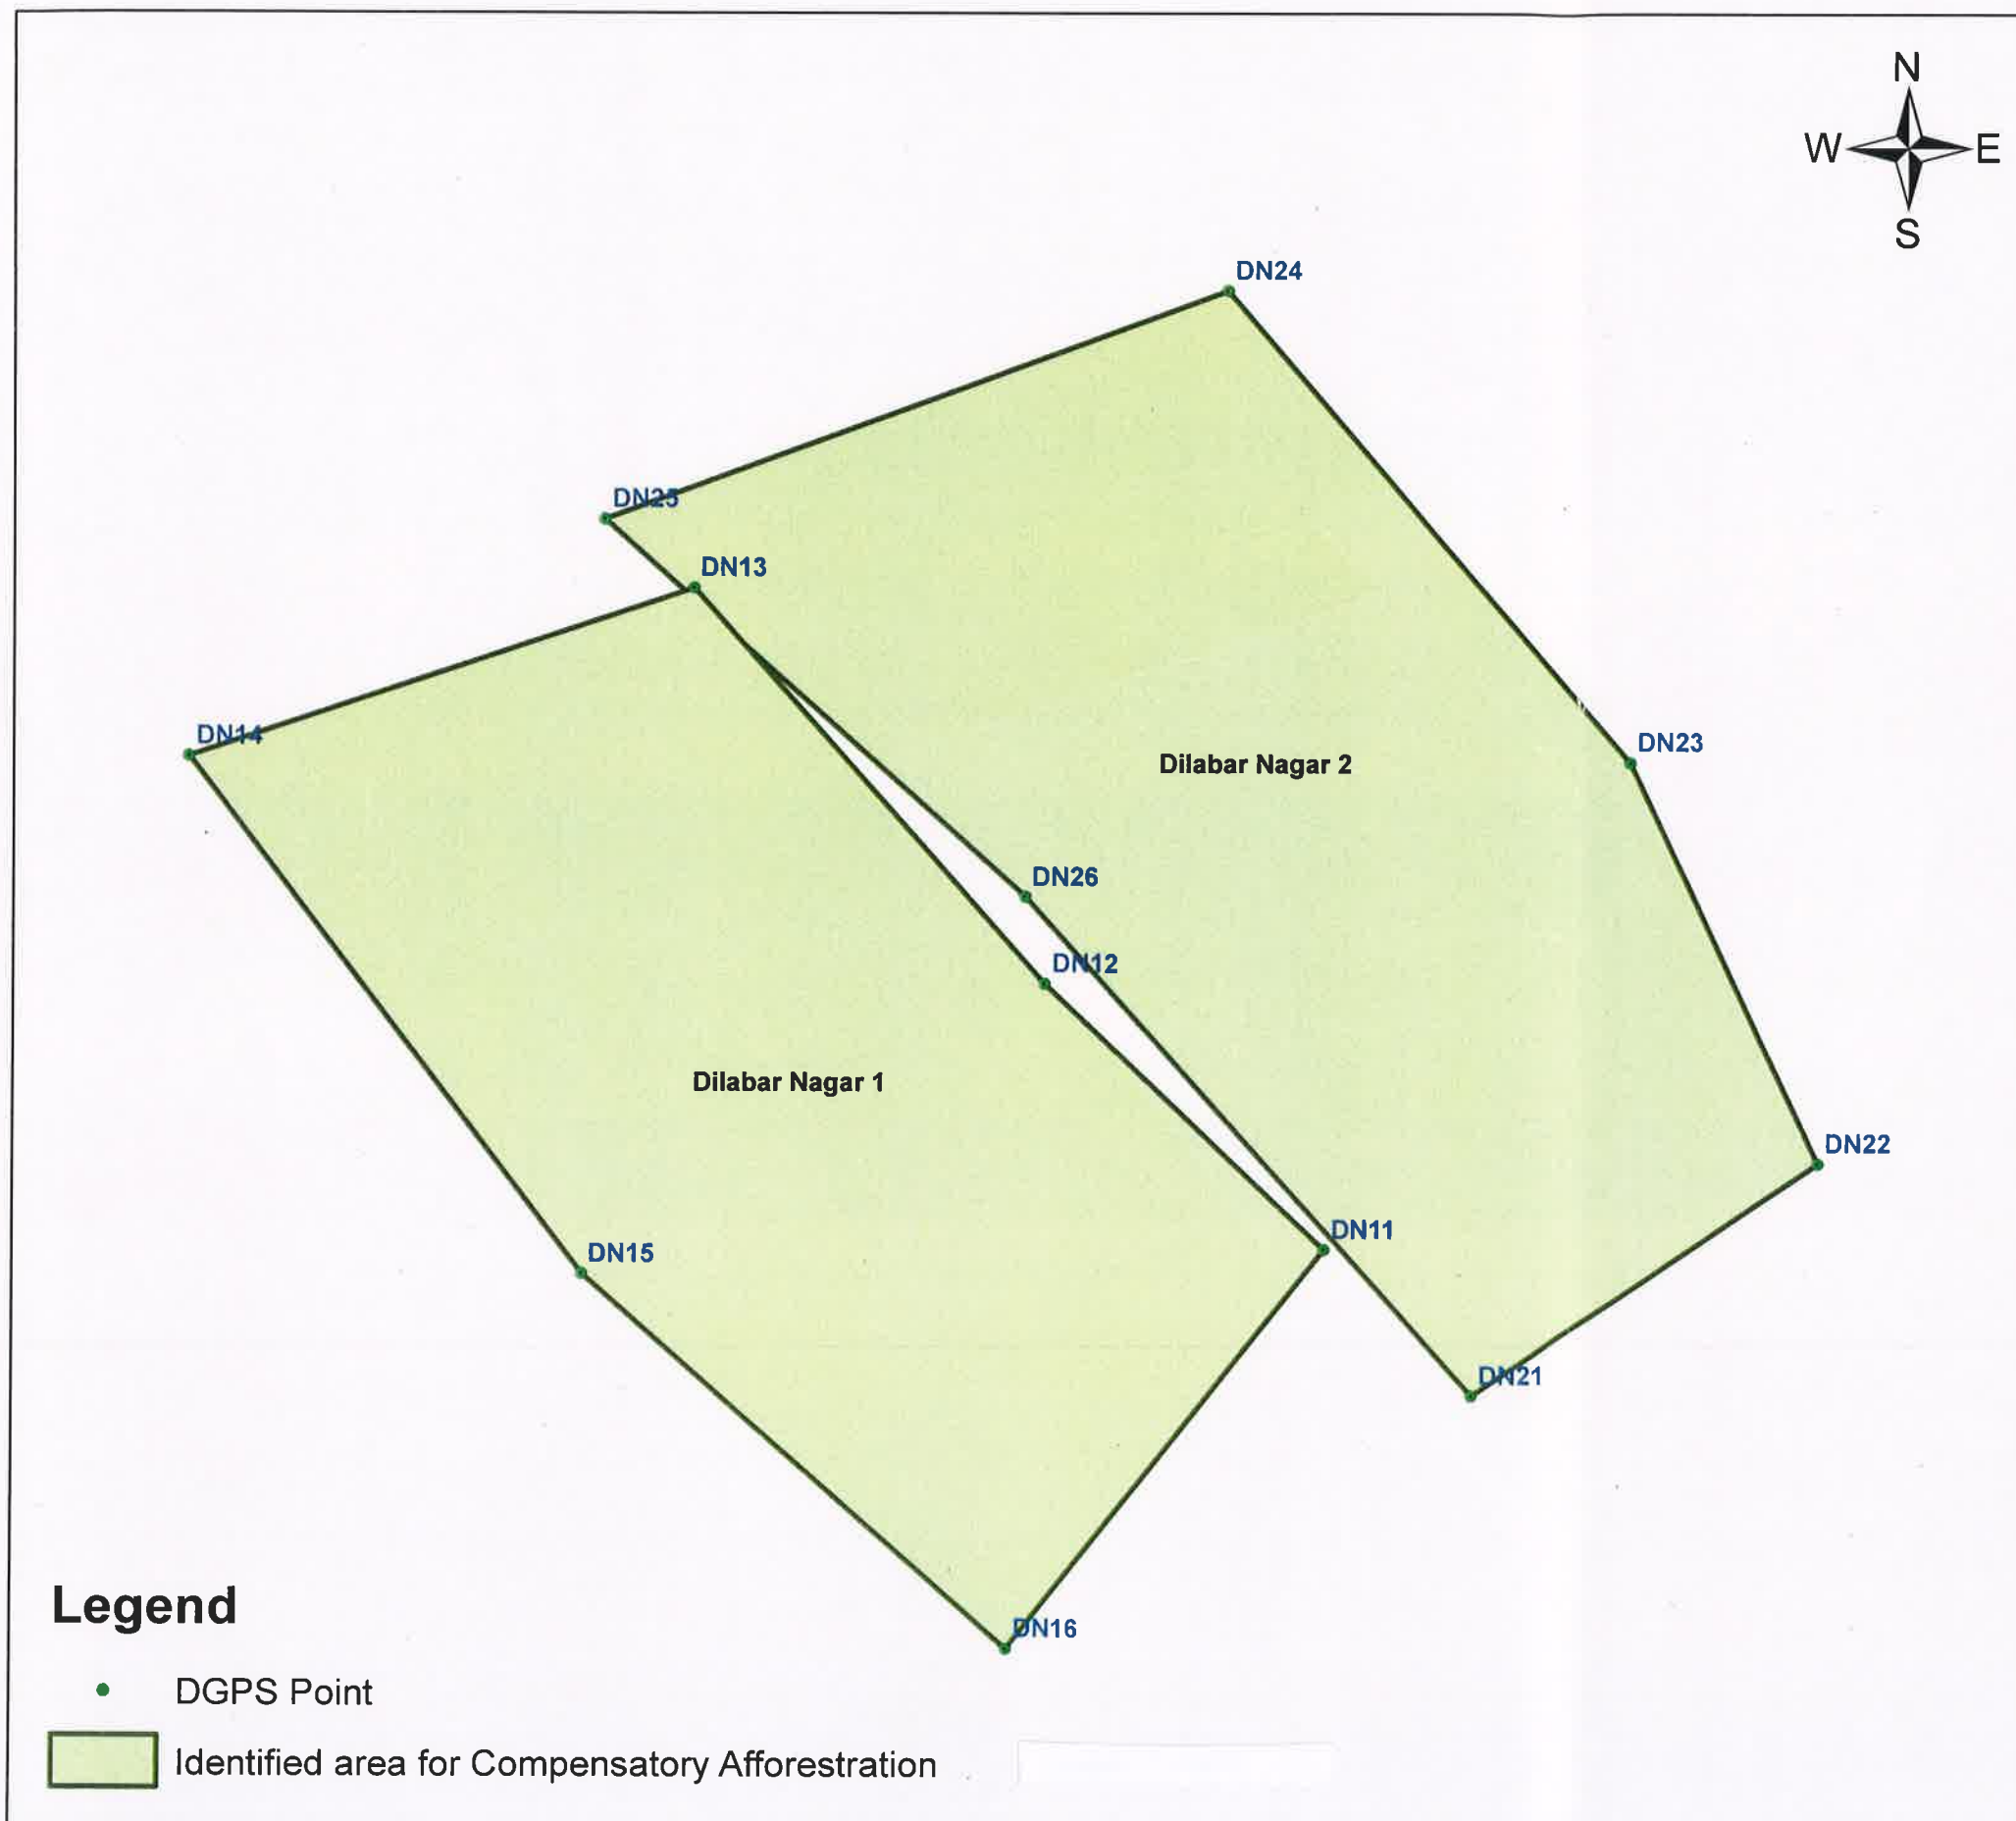 N
W E
S
DN24
DN25
DN13
DN14
DN23
Dilabar Nagar 2
DN26
DN12
Dilabar Nagar 1
DN22
DN11
DN15
DN21
DN16
Legend
DGPS Point
Identified area for Compensatory Afforestration